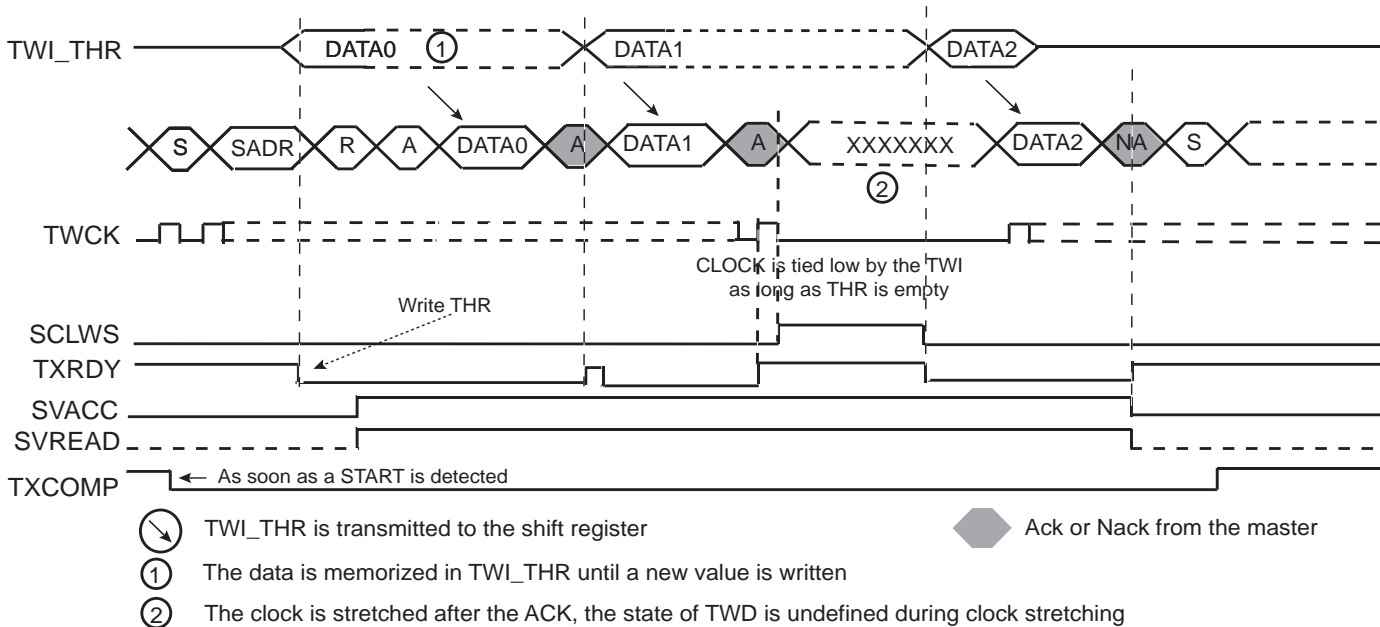 TWI_THR DATA0 1 DATA1 DATA2
S SADR R A DATA0 A DATA1 A XXXXXXX DATA2 NA S
2
TWCK
CLOCK is tied low by the TWI
as long as THR is empty
Write THR
SCLWS
TXRDY
SVACC
SVREAD
TXCOMP As soon as a START is detected
TWI_THR is transmitted to the shift register Ack or Nack from the master
1 The data is memorized in TWI_THR until a new value is written
2 The clock is stretched after the ACK, the state of TWD is undefined during clock stretching